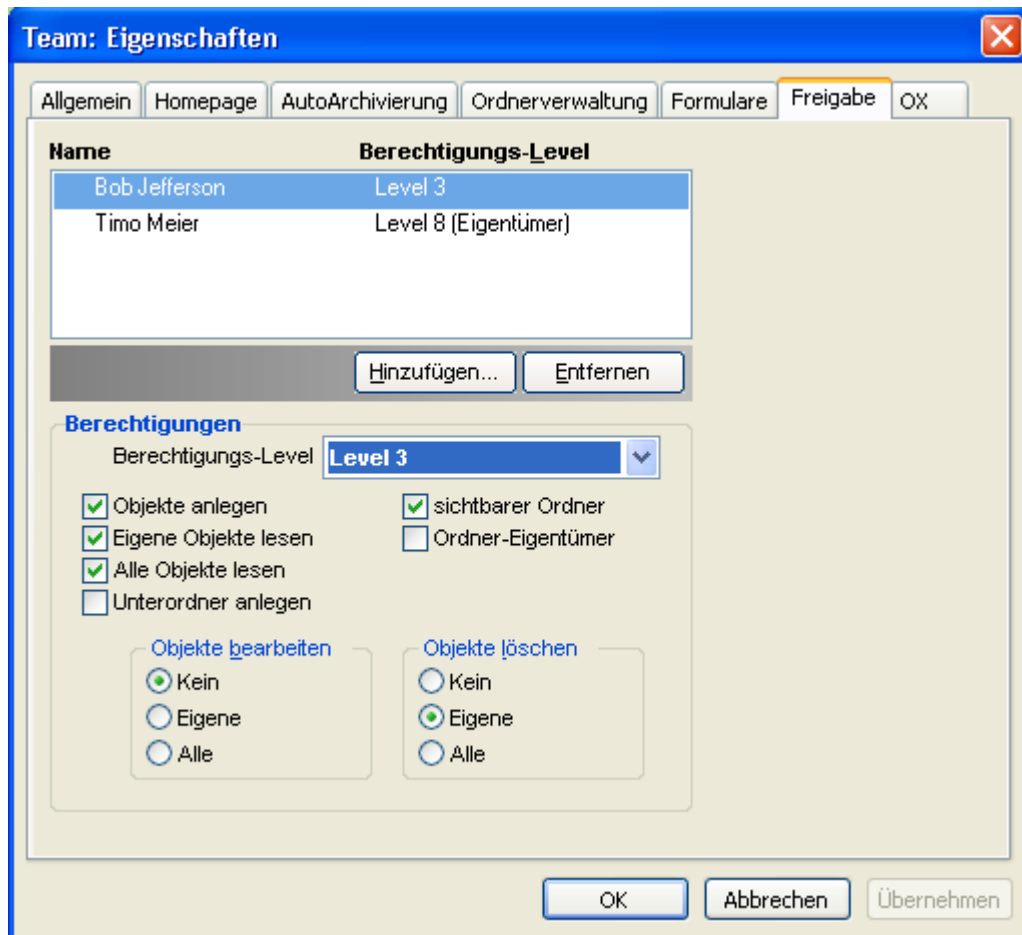 Team: Eigenschaften
Allgemein Homepage AutoArchivierung Ordnerverwaltung Formulare Freigabe OX
Name Berechtigungs-Level
Bob Jefferson Level 3
Timo Meier Level 8 (Eigentümer)
Hinzufügen... Entfernen
Berechtigungen
Berechtigungs-Level Level 3
Objekte anlegen sichtbarer Ordner
Eigene Objekte lesen Ordner-Eigentümer
Alle Objekte lesen
Unterordner anlegen
Objekte bearbeiten Objekte löschen
Kein Kein
Eigene Eigene
Alle Alle
OK Abbrechen Übernehmen